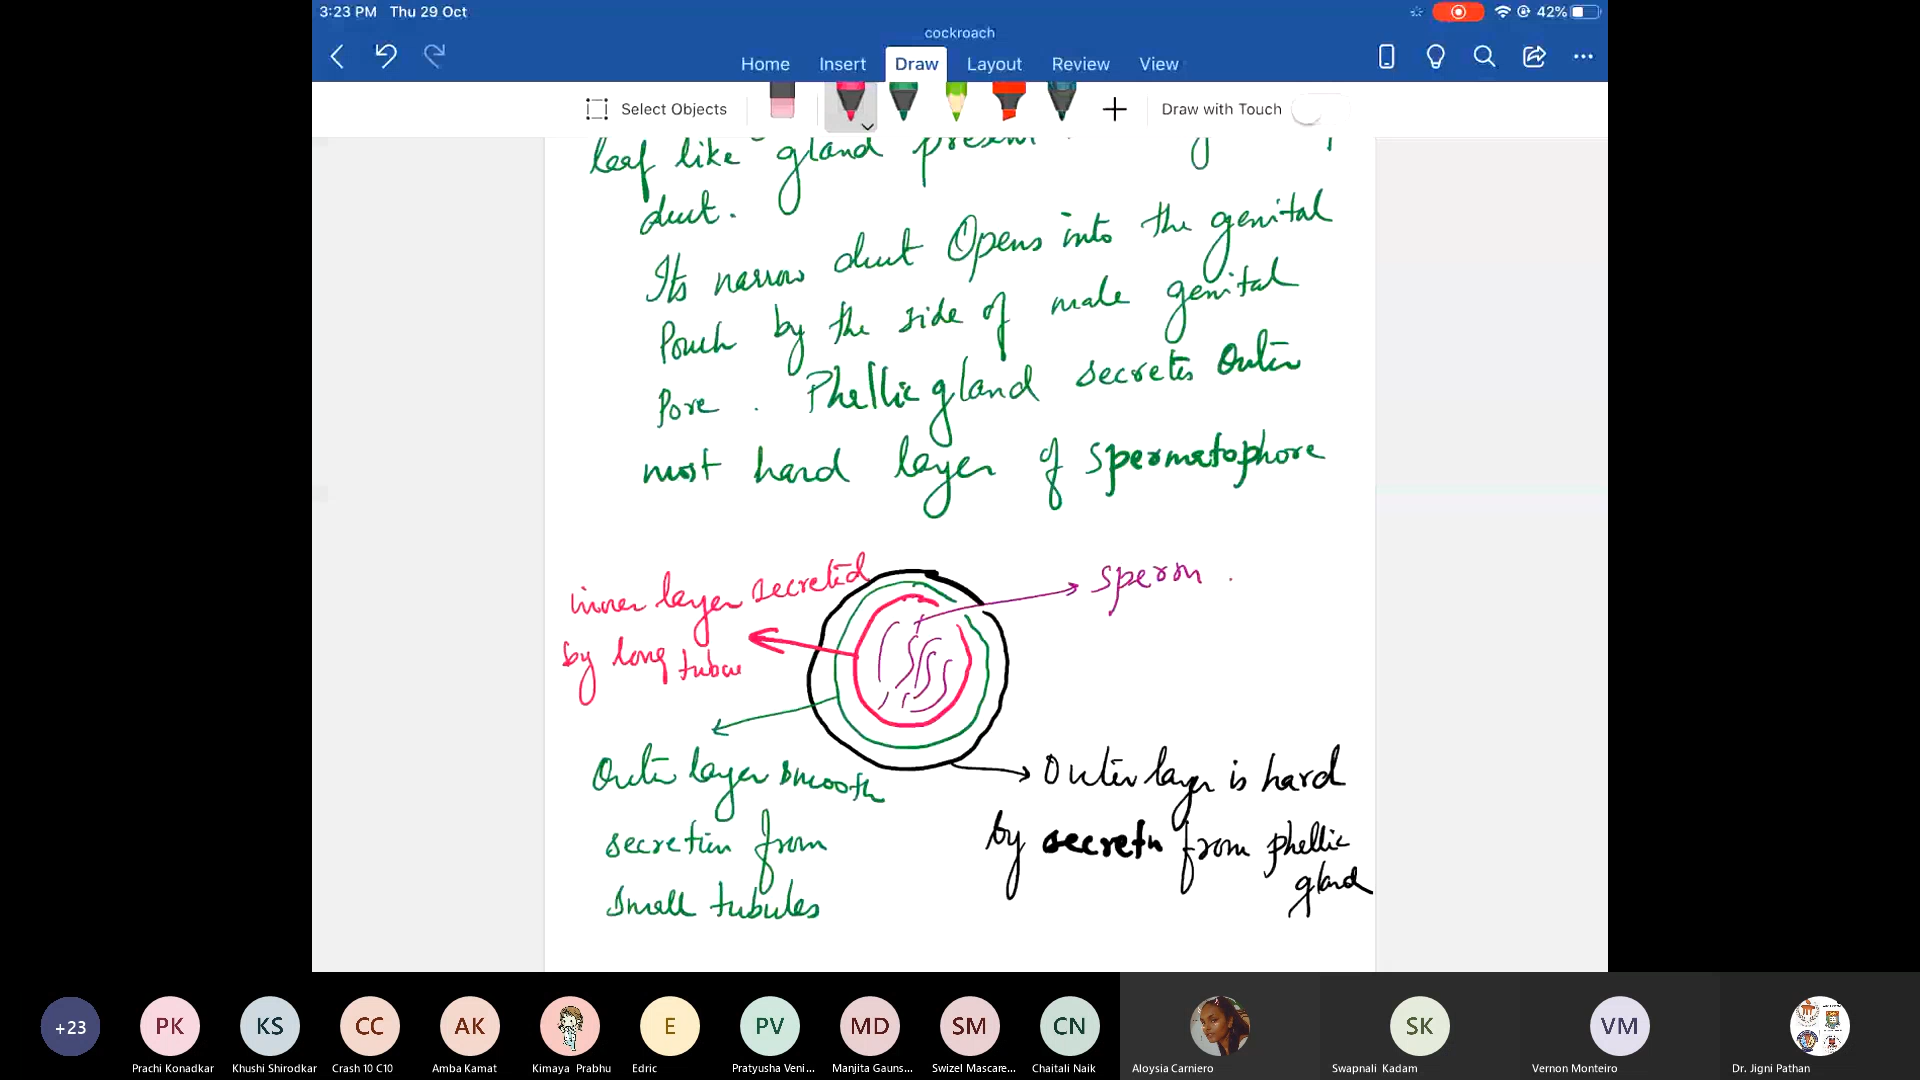 3:23 PM Thu 29 Oct
42%
cockroach
Home Insert Draw Layout Review View
Select Objects
Draw with Touch
leaf like gland present
duct.
Its narrow duct Opens into the genital
Pouch by the side of male genital
Pore. Phellic gland secretes Outer
most hard layer of spermatophore
inner layer secreted
by long tubu
sperm.
Outer layer smooth
secretion from
small tubules
Outer layer is hard
by secretn from phellic
gland
+23
PK KS CC AK E PV MD SM CN SK VM
Prachi Konadkar Khushi Shirodkar Crash 10 C10 Amba Kamat Kimaya Prabhu Edric Pratyusha Veni... Manjita Gauns... Swizel Mascare... Chaitali Naik Aloysia Carniero Swapnali Kadam Vernon Monteiro Dr. Jigni Pathan